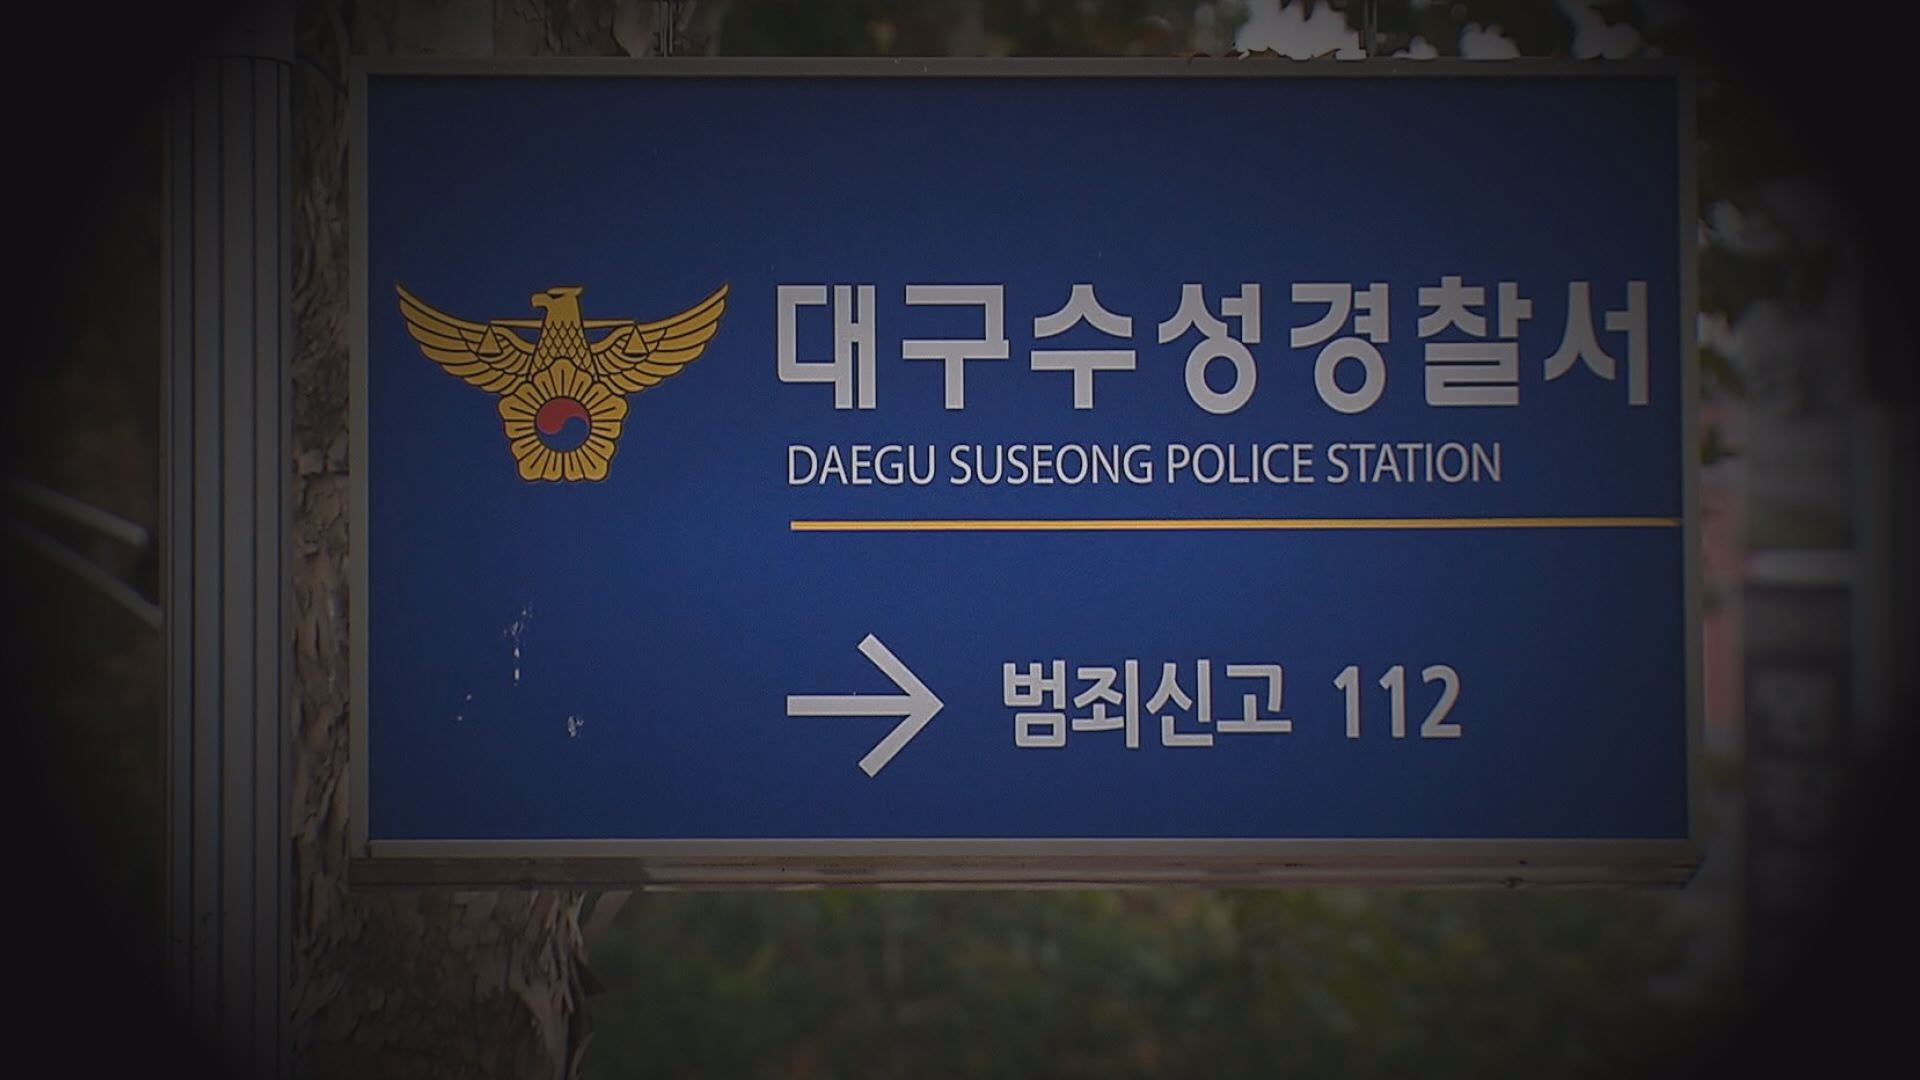 대구수성경찰서
DAEGU SUSEONG POLICE STATION
→ 범죄신고 112